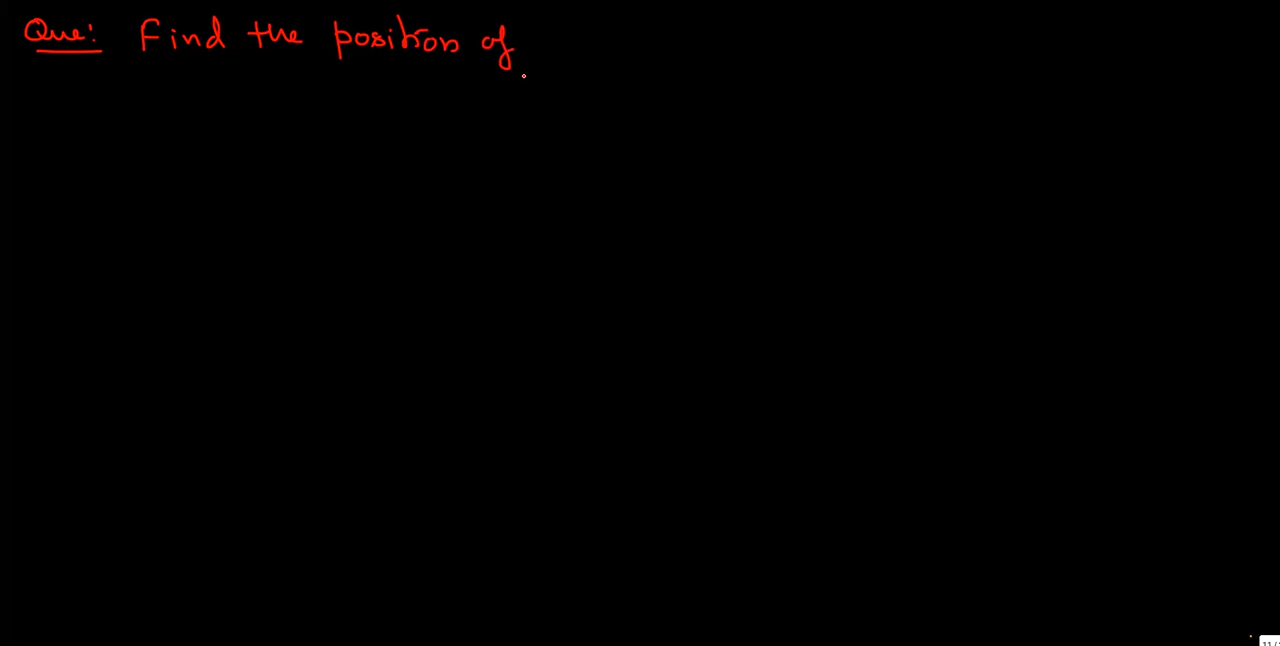 Que: Find the position of